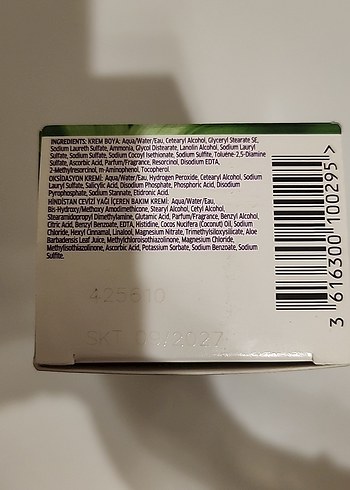 INGREDIENTS: KREM BOYA: Aqua/Water/Eau, Cetearyl Alcohol, Glyceryl Stearate SE,
Sodium Laureth Sulfate, Ammonia, Glycol Distearate, Lanolin Alcohol, Sodium Lauryl
Sulfate, Sodium Sulfate, Sodium Cocoyl Isethionate, Sodium Sulfite, Toluene-2,5-Diamine
Sulfate, Ascorbic Acid, Parfum/Fragrance, Resorcinol, Disodium EDTA,
2-Methylresorcinol, m-Aminophenol, Tocopherol.
OKSİDASYON KREMİ: Aqua/Water/Eau, Hydrogen Peroxide, Cetearyl Alcohol, Sodium
Lauryl Sulfate, Salicylic Acid, Disodium Phosphate, Phosphoric Acid, Disodium
Pyrophosphate, Sodium Stannate, Etidronic Acid.
HİNDİSTAN CEVİZİ YAĞI İÇEREN BAKIM KREMİ: Aqua/Water/Eau,
Bis-Hydroxy/Methoxy Amodimethicone, Stearyl Alcohol, Cetyl Alcohol,
Stearamidopropyl Dimethylamine, Glutamic Acid, Parfum/Fragrance, Benzyl Alcohol,
Citric Acid, Benzyl Benzoate, EDTA, Histidine, Cocos Nucifera (Coconut) Oil, Sodium
Chloride, Hexyl Cinnamal, Linalool, Magnesium Nitrate, Trimethylsiloxysilicate, Aloe
Barbadensis Leaf Juice, Methylchloroisothiazolinone, Magnesium Chloride,
Methylisothiazolinone, Ascorbic Acid, Potassium Sorbate, Sodium Benzoate, Sodium
Sulfite.
3 616300 100295 >
SKT 2027